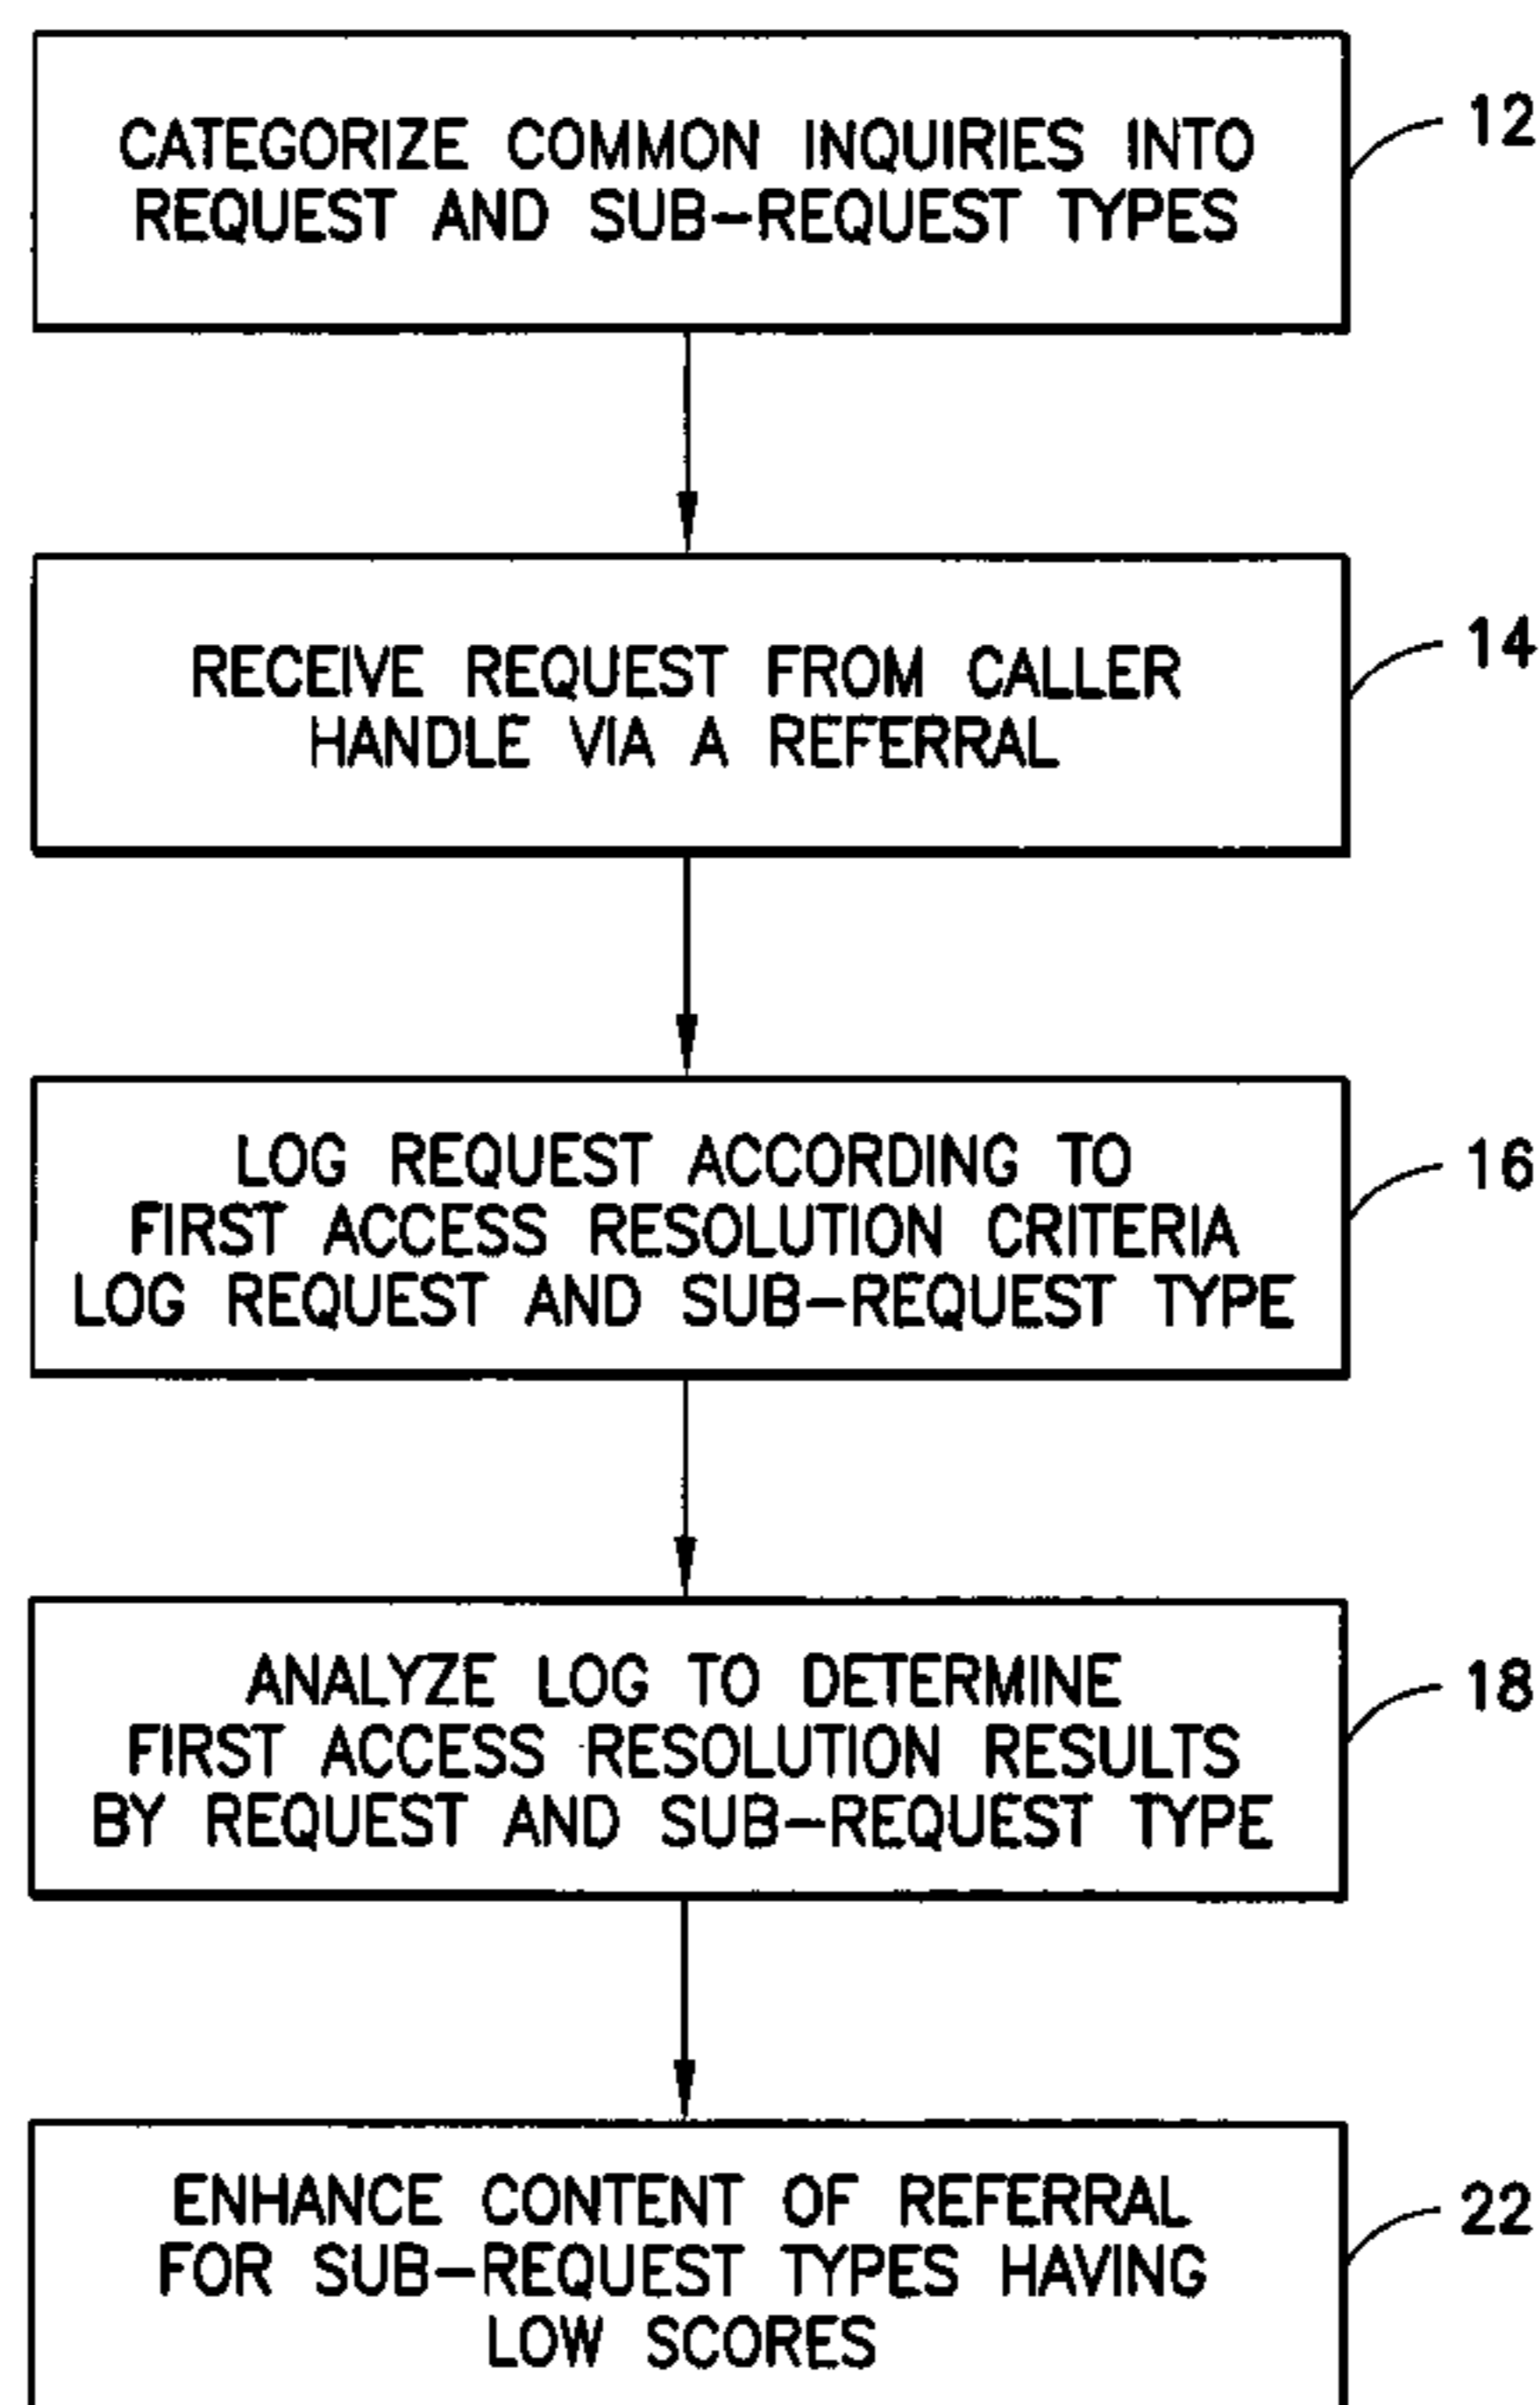 CATEGORIZE COMMON INQUIRIES INTO
REQUEST AND SUB-REQUEST TYPES
12
RECEIVE REQUEST FROM CALLER
HANDLE VIA A REFERRAL
14
LOG REQUEST ACCORDING TO
FIRST ACCESS RESOLUTION CRITERIA
LOG REQUEST AND SUB-REQUEST TYPE
16
ANALYZE LOG TO DETERMINE
FIRST ACCESS RESOLUTION RESULTS
BY REQUEST AND SUB-REQUEST TYPE
18
ENHANCE CONTENT OF REFERRAL
FOR SUB-REQUEST TYPES HAVING
LOW SCORES
22